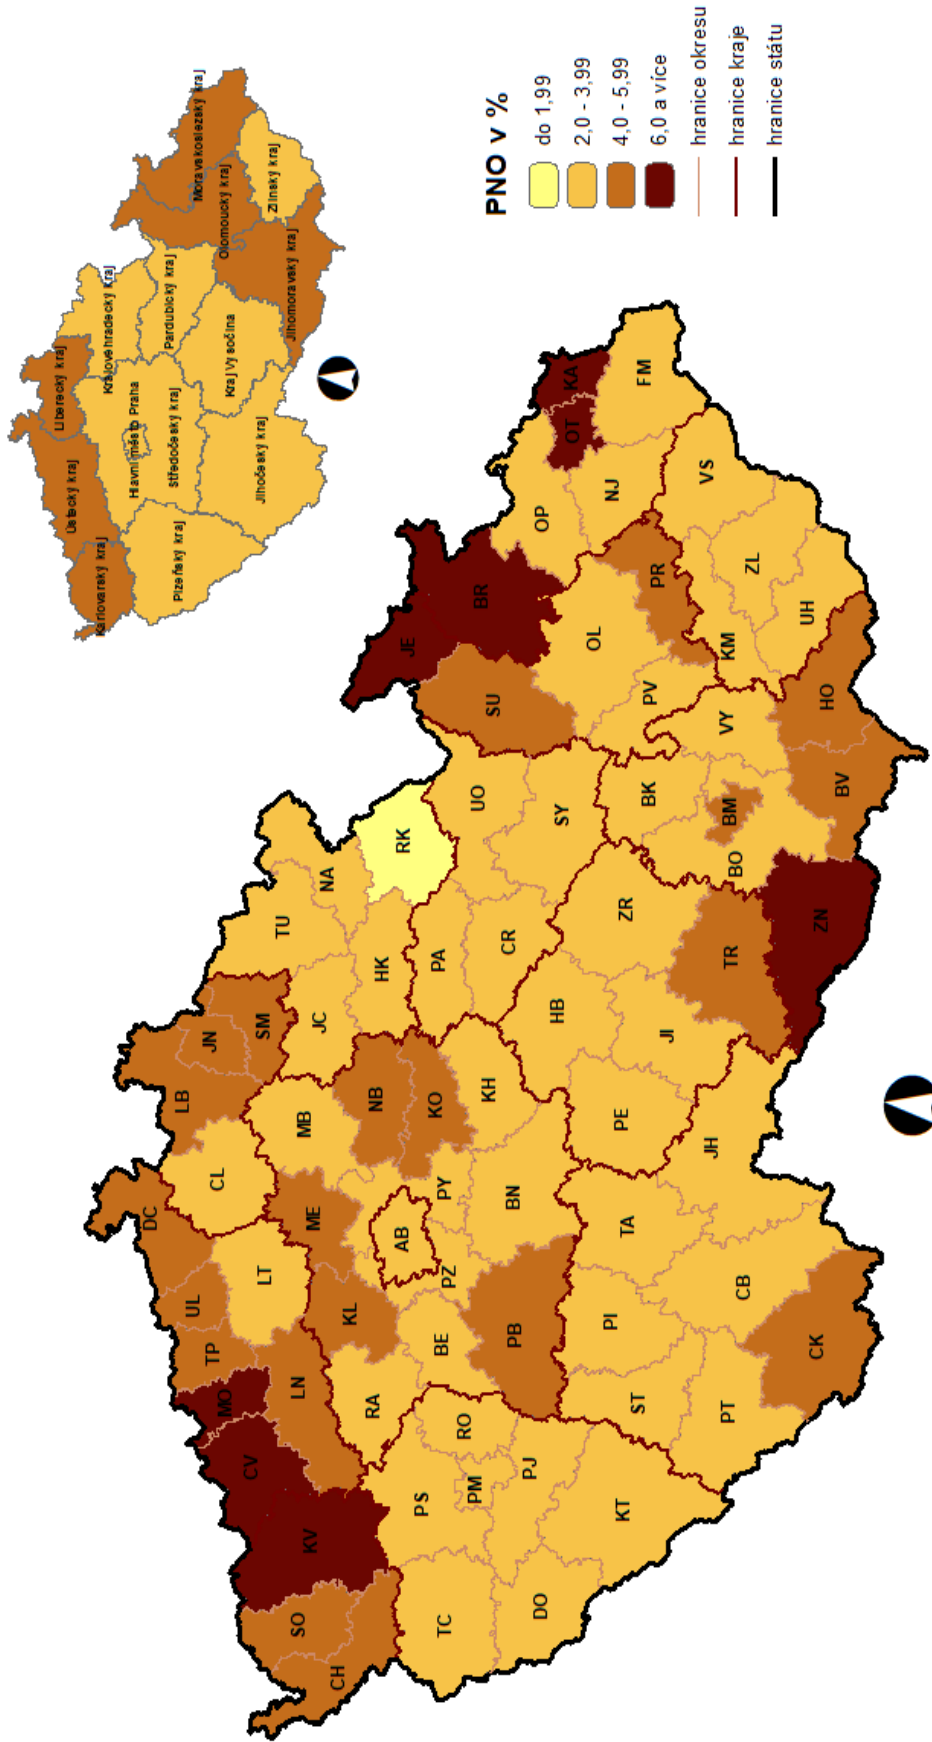 Karlovarský kraj
Ústecký kraj
Liberecký kraj
Královéhradecký kraj
Hlavní město Praha
středočeský kraj
Plzeňský kraj
Jihočeský kraj
Kraj Vysočina
Pardubický kraj
Olomoucký kraj
Moravskoslezský kraj
Jihomoravský kraj
Zlínský kraj
PNO v %
do 1,99
2,0 - 3,99
4,0 - 5,99
6,0 a více
hranice okresu
hranice kraje
hranice státu
DC
LB
JN
SM
UL
TP
MO
CV
LT
CL
LN
KV
SO
CH
ME
MB
JC
TU
NA
KL
NB
HK
RK
RA
AB
KO
PS
BE
PZ
PY
KH
PA
UO
TC
PM
RO
PB
BN
CR
SY
DO
PJ
KT
ST
PI
TA
PE
HB
ZR
PT
CB
JH
JI
TR
CK
ZN
JE
BR
SU
OP
OT
KA
OL
NJ
FM
PR
PV
BK
VS
KM
VY
BM
BO
ZL
UH
BV
HO